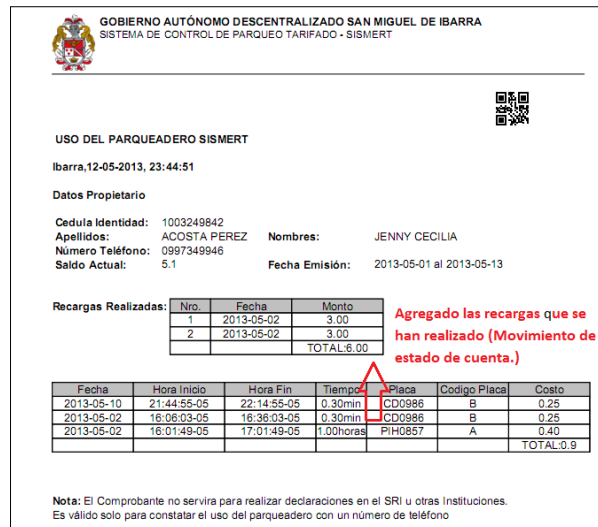 GOBIERNO AUTÓNOMO DESCENTRALIZADO SAN MIGUEL DE IBARRA
SISTEMA DE CONTROL DE PARQUEO TARIFADO - SISMERT
USO DEL PARQUEADERO SISMERT
Ibarra,12-05-2013, 23:44:51
Datos Propietario
Cedula Identidad: 1003249842
Apellidos: ACOSTA PEREZ Nombres: JENNY CECILIA
Número Teléfono: 0997349946
Saldo Actual: 5.1 Fecha Emisión: 2013-05-01 al 2013-05-13
Recargas Realizadas: Nro. Fecha Monto
1 2013-05-02 3.00
2 2013-05-02 3.00
TOTAL:6.00
Agregado las recargas que se
han realizado (Movimiento de
estado de cuenta.)
Fecha Hora Inicio Hora Fin Tiempo Placa Codigo Placa Costo
2013-05-10 21:44:55-05 22:14:55-05 0.30min CD0986 B 0.25
2013-05-02 16:06:03-05 16:36:03-05 0.30min CD0986 B 0.25
2013-05-02 16:01:49-05 17:01:49-05 1.00horas PIH0857 A 0.40
TOTAL:0.9
Nota: El Comprobante no servira para realizar declaraciones en el SRI u otras Instituciones.
Es válido solo para constatar el uso del parqueadero con un número de teléfono